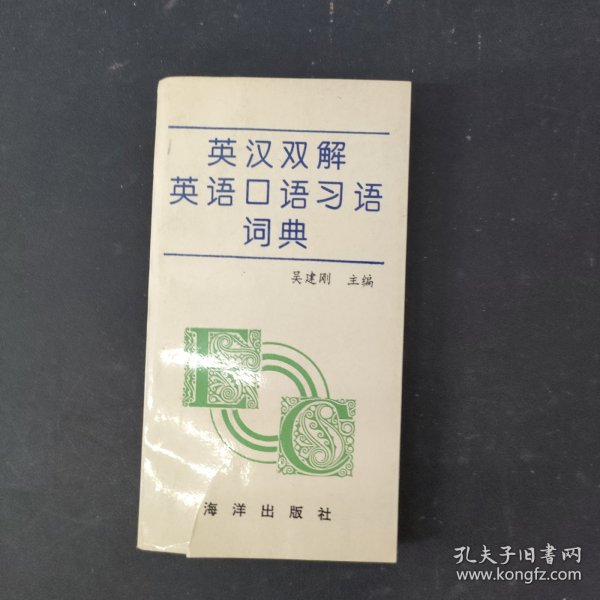 英汉双解
英语口语习语
词典
吴建刚 主编
E
C
海洋出版社
孔夫子旧书网
www.kongfz.com